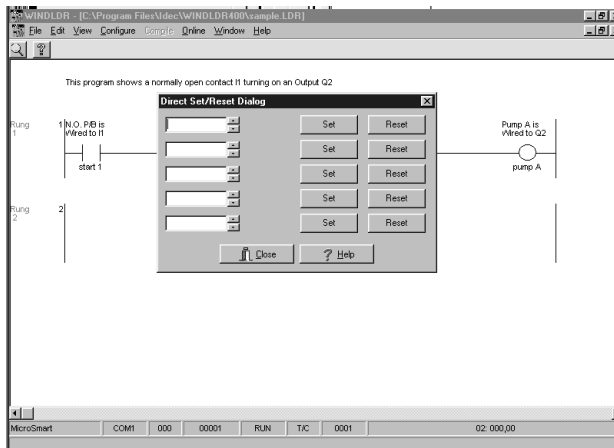 WINDLDR - [C:\Program Files\Idec\WINDLDR400\sample.LDR]
File Edit View Configure Compile Online Window Help
This program shows a normally open contact I1 turning on an Output Q2
Direct Set/Reset Dialog
Rung 1
1
N.O. P/B is
Wired to I1
start 1
Set Reset
Set Reset
Set Reset
Set Reset
Set Reset
Close Help
Pump A is
Wired to Q2
pump A
Rung 2
2
MicroSmart COM1 000 00001 RUN T/C 0001 02: 000,00